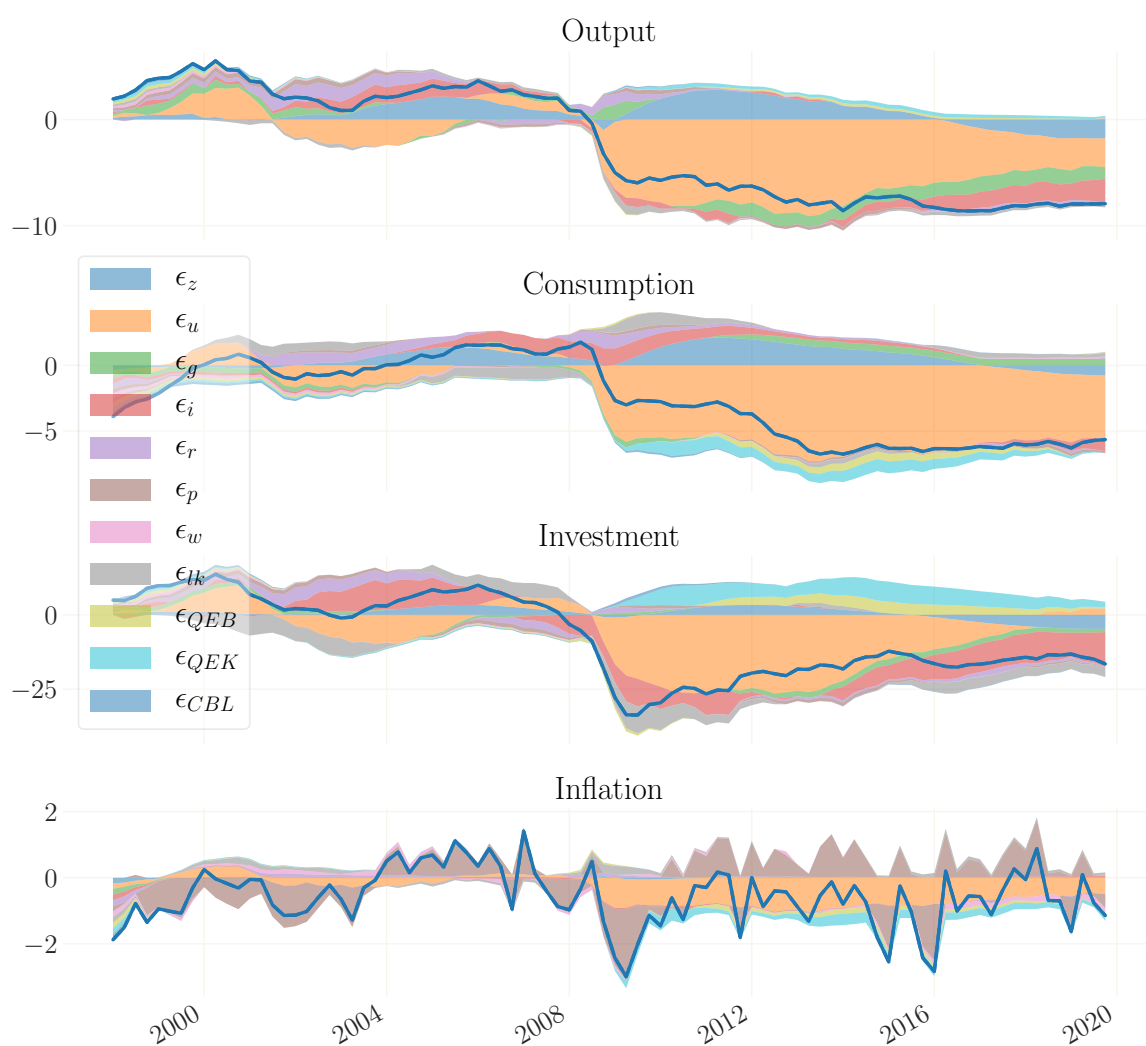 Output
0
−10
ϵz
ϵu
ϵg
ϵi
ϵr
ϵp
ϵw
ϵlk
ϵQEB
ϵQEK
ϵCBL
Consumption
0
−5
Investment
0
−25
Inflation
2
0
−2
2000
2004
2008
2012
2016
2020